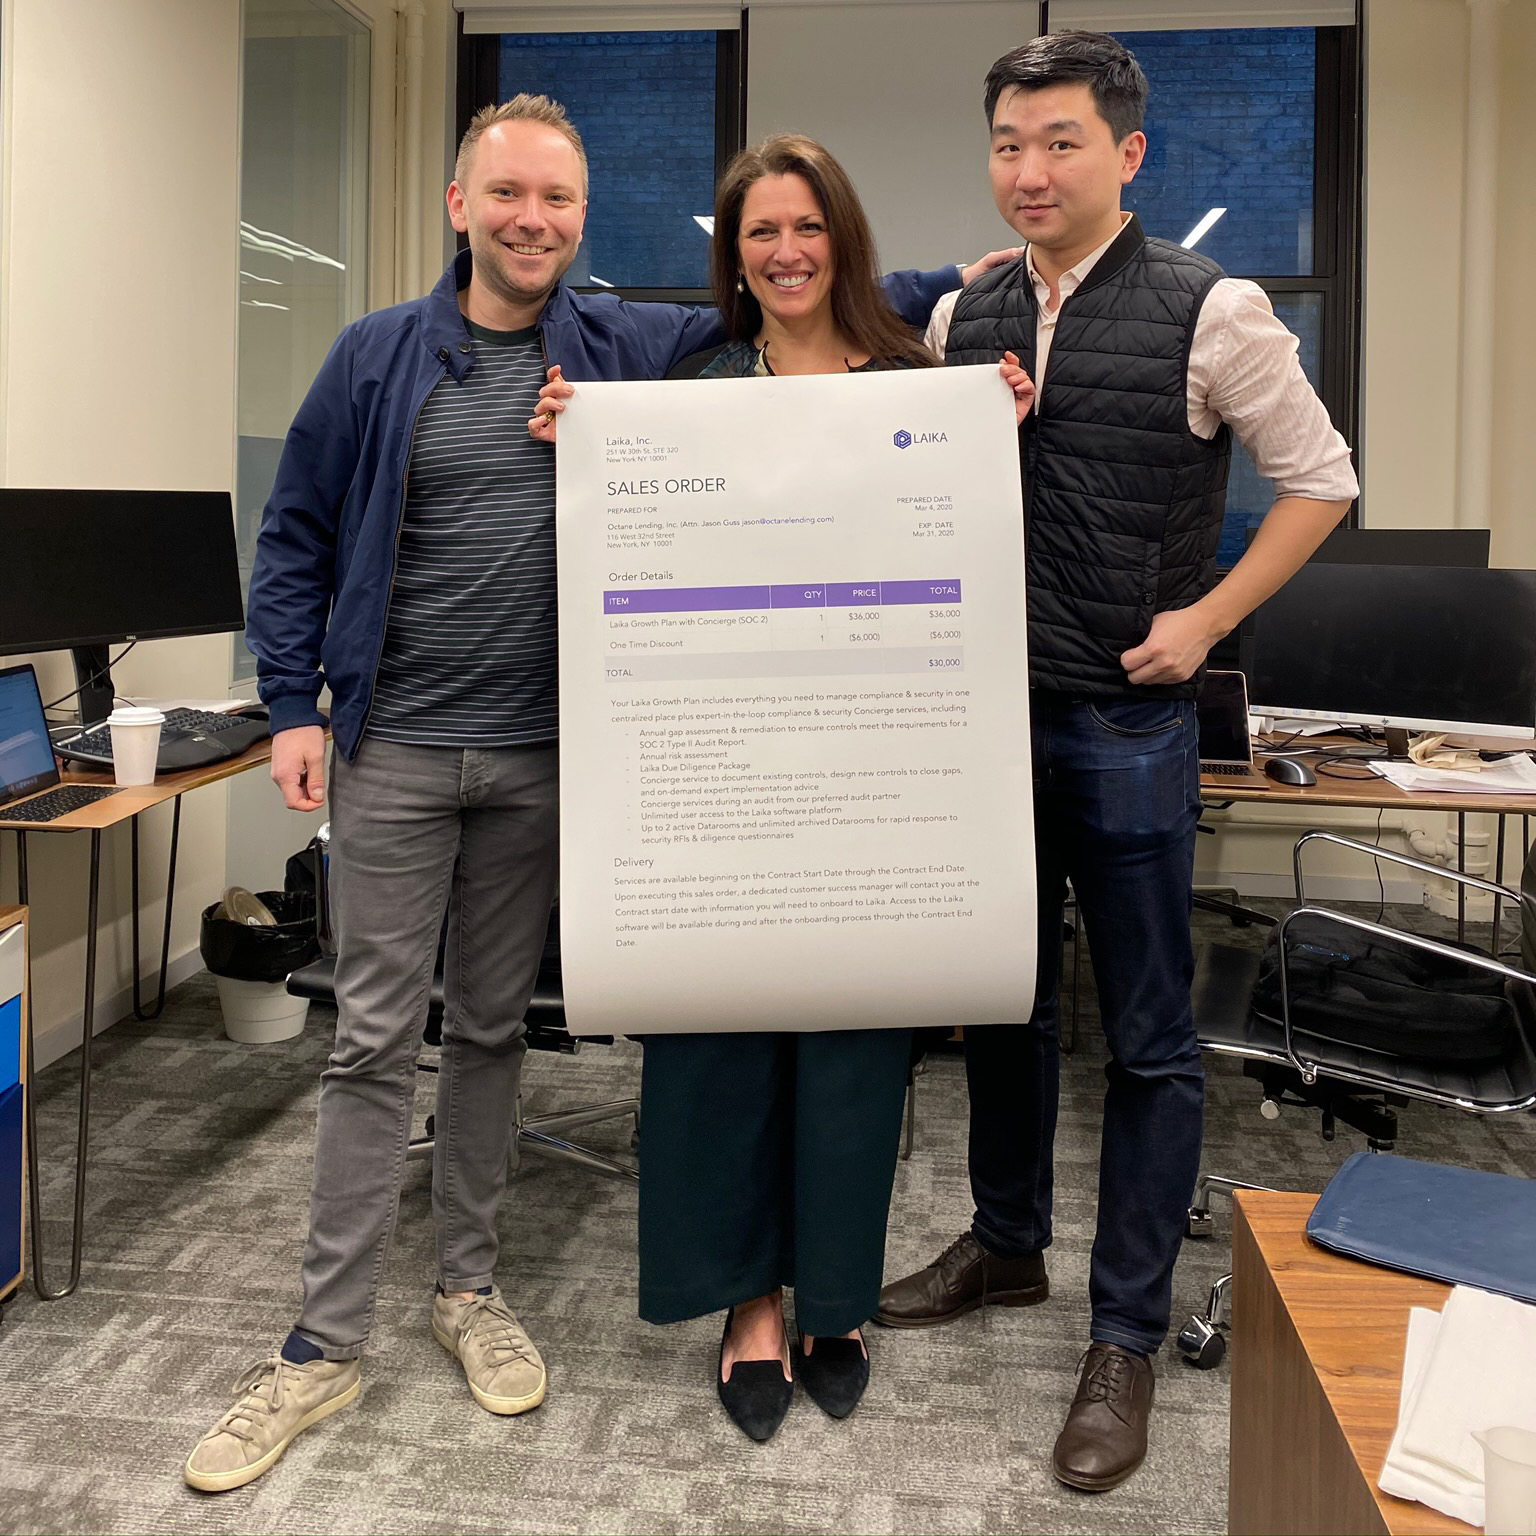 Laika, Inc.
251 W 30th St. STE 320
New York NY 10001
LAIKA
SALES ORDER
PREPARED FOR
Octane Lending, Inc. (Attn: Jason Guss jason@octanelending.com)
116 West 32nd Street
New York, NY 10001
PREPARED DATE
Mar 4, 2020
EXP DATE
Mar 31, 2020
Order Details
ITEM QTY PRICE TOTAL
Laika Growth Plan with Concierge (SOC 2) 1 $36,000 $36,000
One Time Discount 1 ($6,000) ($6,000)
TOTAL $30,000
Your Laika Growth Plan includes everything you need to manage compliance & security in one
centralized place plus expert-in-the-loop compliance & security Concierge services, including
- Annual gap assessment & remediation to ensure controls meet the requirements for a
SOC 2 Type II Audit Report.
- Annual risk assessment
- Laika Due Diligence Package
- Concierge service to document existing controls, design new controls to close gaps,
and on-demand expert implementation advice
- Concierge services during an audit from our preferred audit partner
- Unlimited user access to the Laika software platform
- Up to 2 active Datarooms and unlimited archived Datarooms for rapid response to
security RFIs & diligence questionnaires
Delivery
Services are available beginning on the Contract Start Date through the Contract End Date.
Upon executing this sales order, a dedicated customer success manager will contact you at the
Contract start date with information you will need to onboard to Laika. Access to the Laika
software will be available during and after the onboarding process through the Contract End
Date.
DELL
hp